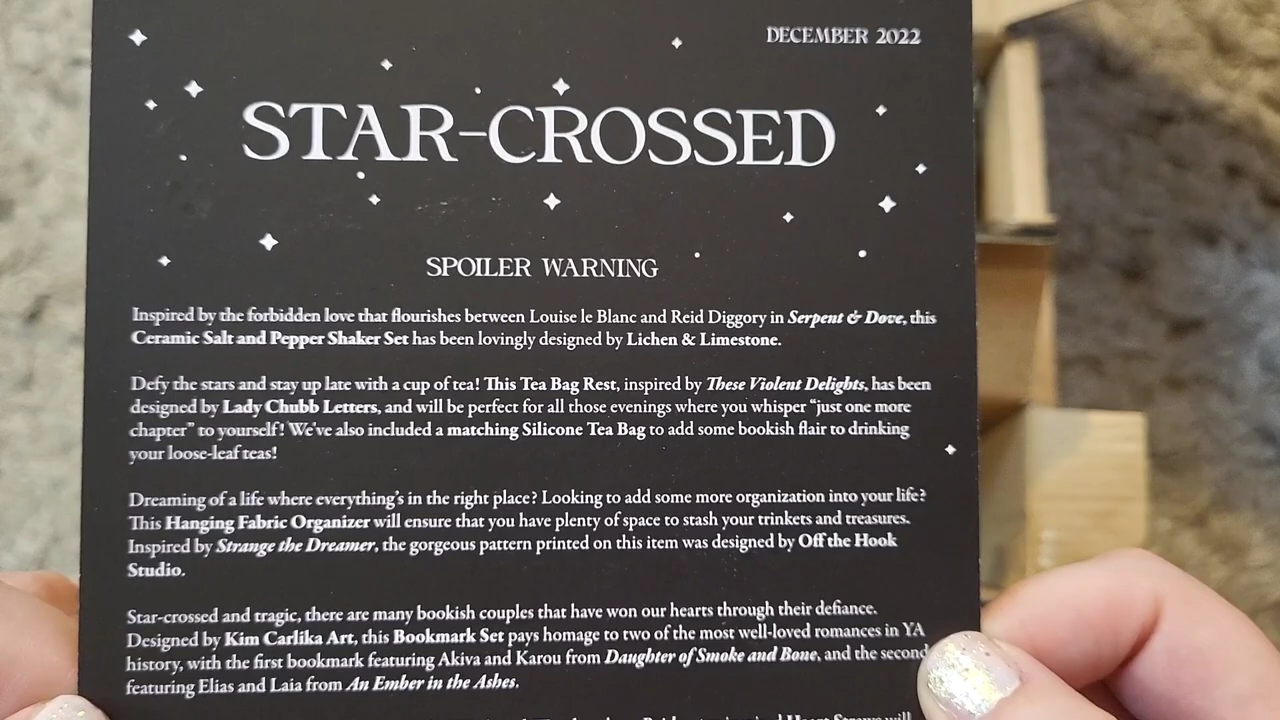 DECEMBER 2022
STAR-CROSSED
SPOILER WARNING
Inspired by the forbidden love that flourishes between Louise le Blanc and Reid Diggory in Serpent & Dove, this
Ceramic Salt and Pepper Shaker Set has been lovingly designed by Lichen & Limestone.
Defy the stars and stay up late with a cup of tea! This Tea Bag Rest, inspired by These Violent Delights, has been
designed by Lady Chubb Letters, and will be perfect for all those evenings where you whisper "just one more
chapter" to yourself! We've also included a matching Silicone Tea Bag to add some bookish flair to drinking
your loose-leaf teas!
Dreaming of a life where everything's in the right place? Looking to add some more organization into your life?
This Hanging Fabric Organizer will ensure that you have plenty of space to stash your trinkets and treasures.
Inspired by Strange the Dreamer, the gorgeous pattern printed on this item was designed by Off the Hook
Studio.
Star-crossed and tragic, there are many bookish couples that have won our hearts through their defiance.
Designed by Kim Carlika Art, this Bookmark Set pays homage to two of the most well-loved romances in YA
history, with the first bookmark featuring Akiva and Karou from Daughter of Smoke and Bone, and the second
featuring Elias and Laia from An Ember in the Ashes.